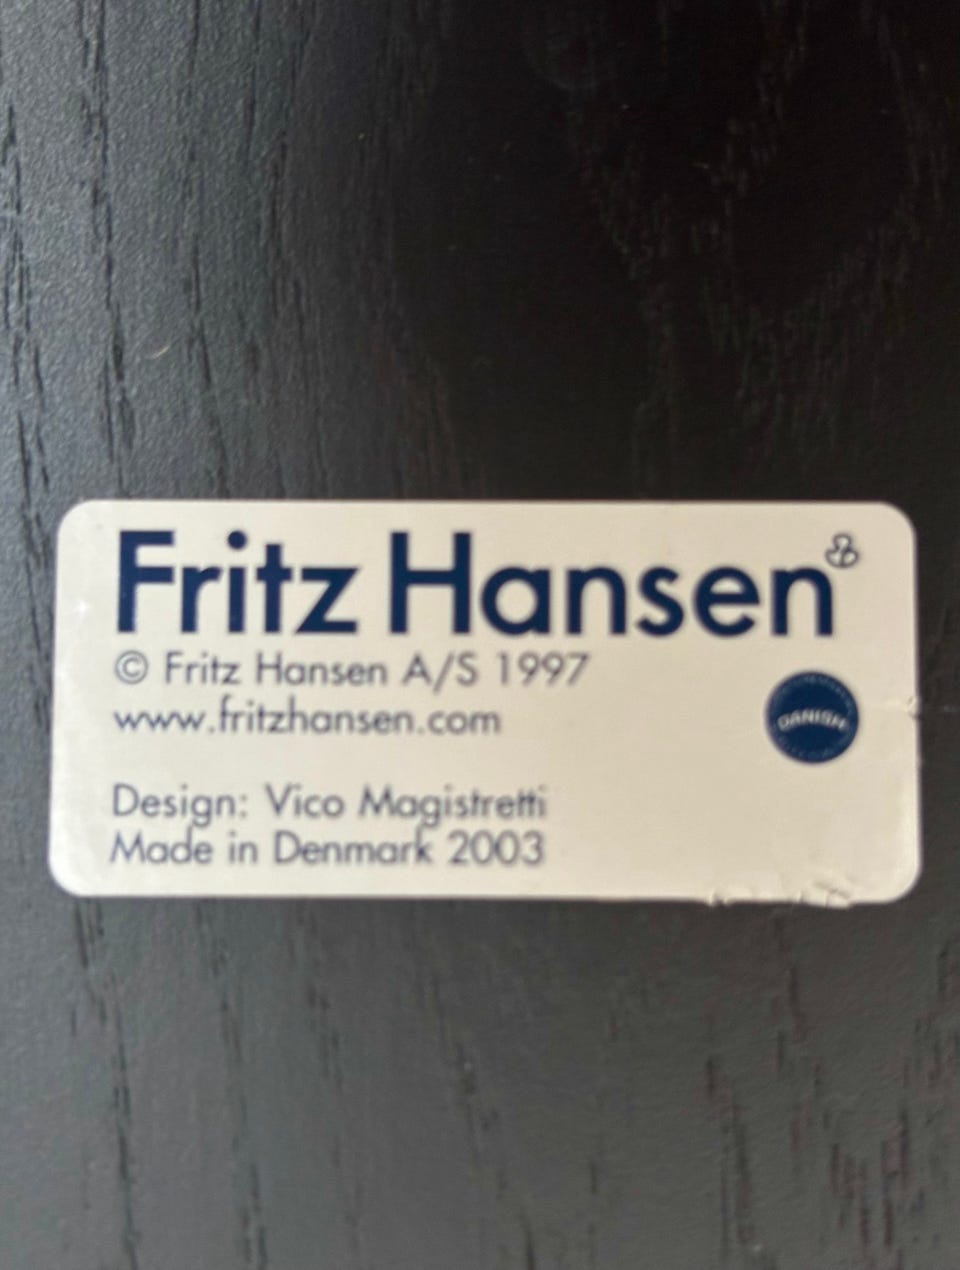 Fritz Hansen
© Fritz Hansen A/S 1997
www.fritzhansen.com
DANISH
Design: Vico Magistretti
Made in Denmark 2003